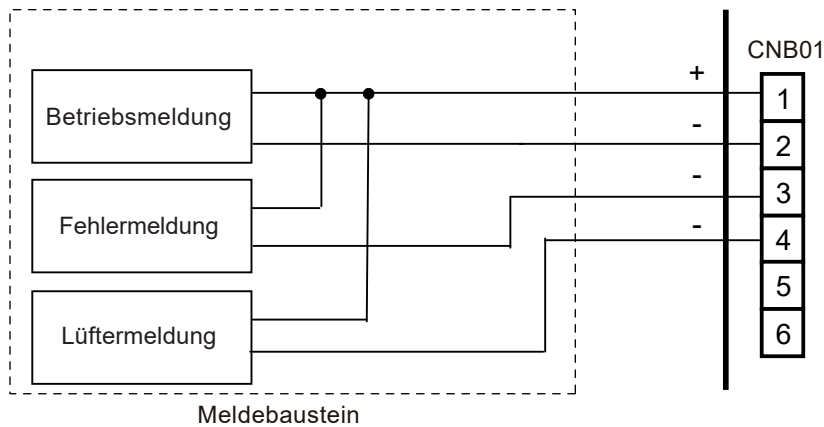 CNB01
+
1
Betriebsmeldung
-
2
-
3
Fehlermeldung
-
4
5
Lüftermeldung
6
Meldebaustein